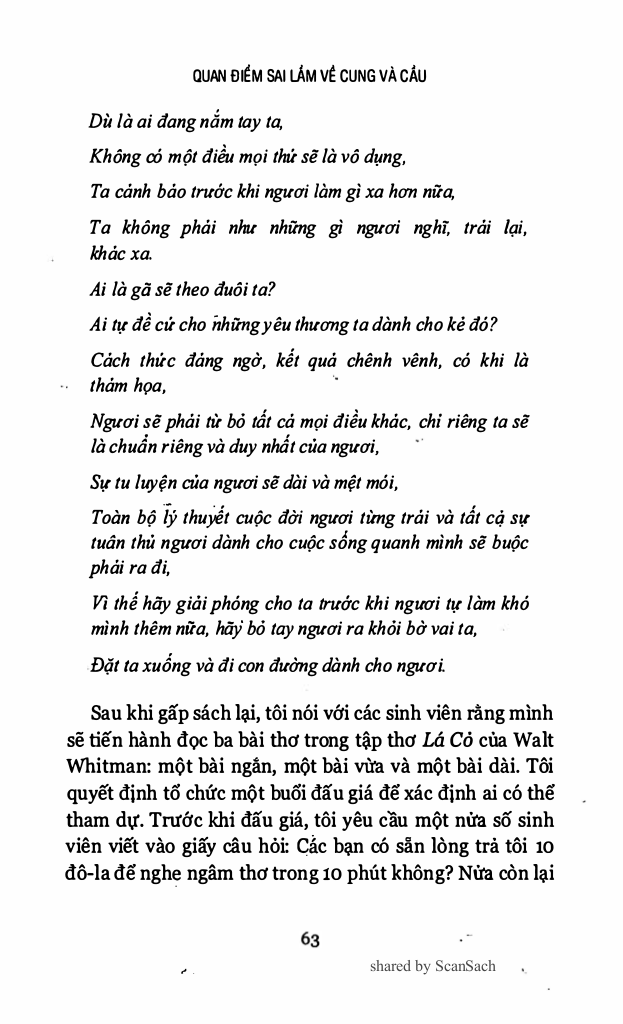 QUAN ĐIỂM SAI LẦM VỀ CUNG VÀ CẦU
Dù là ai đang nắm tay ta,
Không có một điều mọi thứ sẽ là vô dụng,
Ta cảnh báo trước khi ngươi làm gì xa hơn nữa,
Ta không phải như những gì ngươi nghĩ, trái lại,
khác xa.
Ai là gã sẽ theo đuôi ta?
Ai tự đề cử cho những yêu thương ta dành cho kẻ đó?
Cách thức đáng ngờ, kết quả chênh vênh, có khi là
thảm họa,
Ngươi sẽ phải từ bỏ tất cả mọi điều khác, chỉ riêng ta sẽ
là chuẩn riêng và duy nhất của ngươi,
Sự tu luyện của ngươi sẽ dài và mệt mỏi,
Toàn bộ lý thuyết cuộc đời ngươi từng trải và tất cả sự
tuân thủ ngươi dành cho cuộc sống quanh mình sẽ buộc
phải ra đi,
Vì thế hãy giải phóng cho ta trước khi ngươi tự làm khó
mình thêm nữa, hãy bỏ tay ngươi ra khỏi bờ vai ta,
Đặt ta xuống và đi con đường dành cho ngươi.
Sau khi gấp sách lại, tôi nói với các sinh viên rằng mình
sẽ tiến hành đọc ba bài thơ trong tập thơ Lá Cỏ của Walt
Whitman: một bài ngắn, một bài vừa và một bài dài. Tôi
quyết định tổ chức một buổi đấu giá để xác định ai có thể
tham dự. Trước khi đấu giá, tôi yêu cầu một nửa số sinh
viên viết vào giấy câu hỏi: Các bạn có sẵn lòng trả tôi 10
đô-la để nghe ngâm thơ trong 10 phút không? Nửa còn lại
63
shared by ScanSach